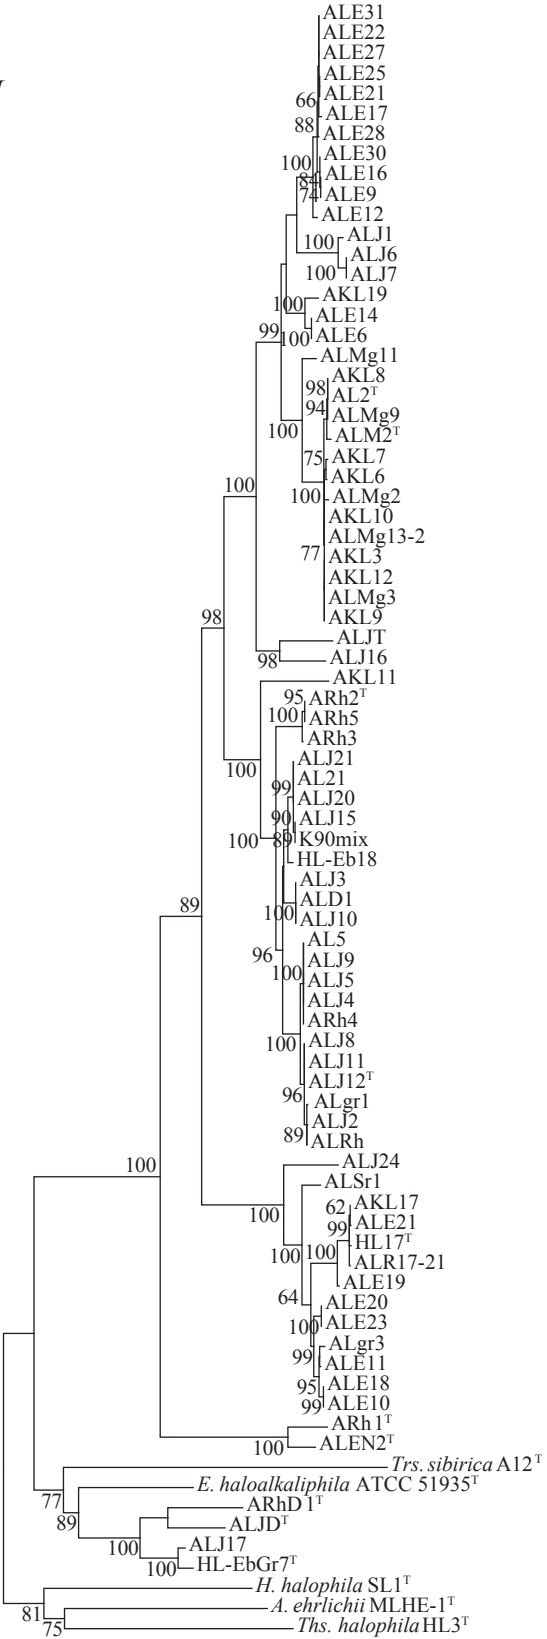 ALE31
ALE22
ALE27
ALE25
ALE21
66
ALE17
88
ALE28
ALE30
100
ALE16
84
ALE9
74
ALE12
ALJ1
100
ALJ6
100 ALJ7
AKL19
100
ALE14
99
100 ALE6
ALMg11
AKL8
98
AL2ᵀ
94
ALMg9
100
ALM2ᵀ
75 AKL7
AKL6
100
100 ALMg2
AKL10
ALMg13-2
77 AKL3
AKL12
ALMg3
98
AKL9
ALJT
98 ALJ16
AKL11
95 ARh2ᵀ
100 ARh5
ARh3
ALJ21
100
AL21
99
ALJ20
90 ALJ15
100 89 K90mix
HL-Eb18
ALJ3
89
ALD1
100
ALJ10
AL5
96
ALJ9
100
ALJ5
ALJ4
ARh4
100 ALJ8
ALJ11
ALJ12ᵀ
96
ALgr1
ALJ2
89
ALRh
100
ALJ24
ALSr1
62 AKL17
100
ALE21
99
HL17ᵀ
100 100
ALR17-21
ALE19
64
ALE20
100 ALE23
ALgr3
99
ALE11
95 ALE18
99 ALE10
ARh1ᵀ
100 ALEN2ᵀ
Trs. sibirica A12ᵀ
77
E. haloalkaliphila ATCC 51935ᵀ
89
ARhD1ᵀ
ALJDᵀ
100
ALJ17
100 HL-EbGr7ᵀ
H. halophila SL1ᵀ
81
A. ehrlichii MLHE-1ᵀ
75
Ths. halophila HL3ᵀ